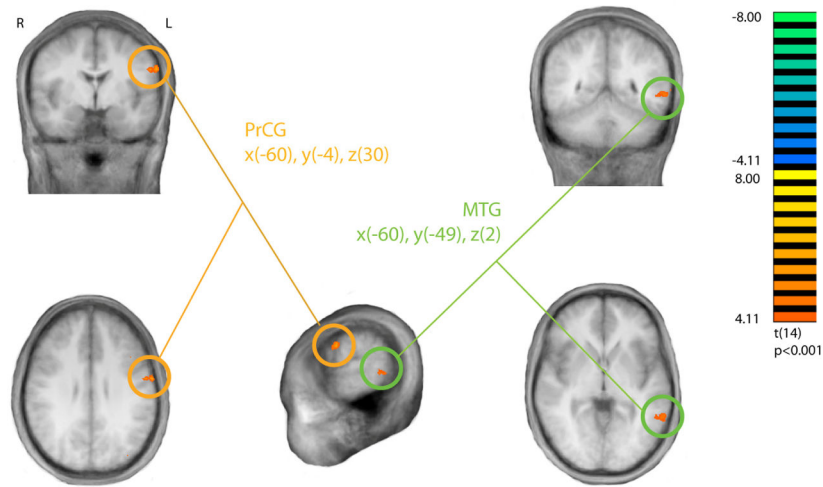 R
L
PrCG
x(-60), y(-4), z(30)
MTG
x(-60), y(-49), z(2)
-8.00
-4.11
8.00
4.11
t(14)
p<0.001